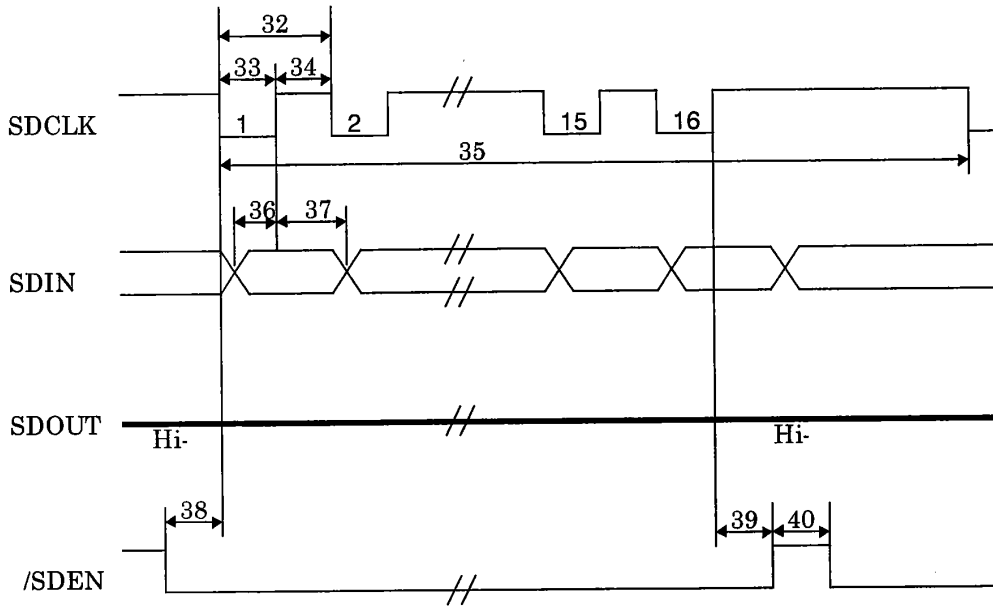 32
33 34
SDCLK
1 2 15 16
35
36 37
SDIN
SDOUT
Hi- Hi-
38 39 40
/SDEN